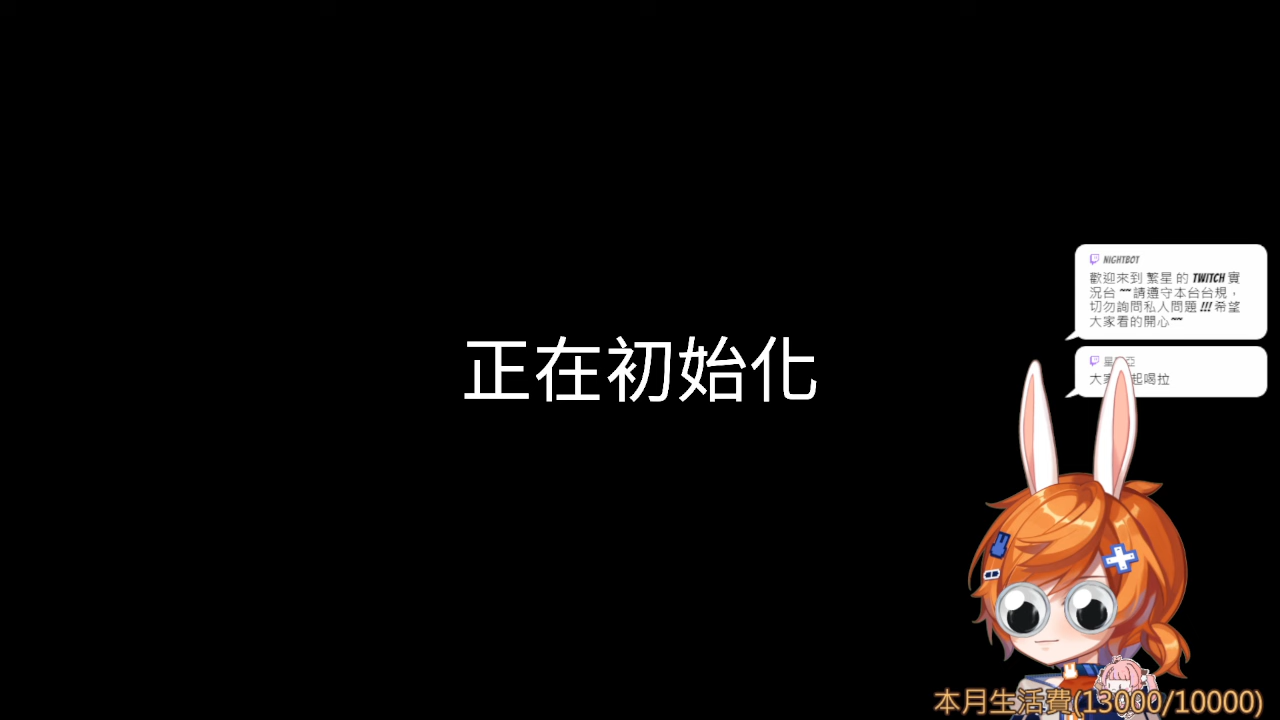 正在初始化
NIGHTBOT
歡迎來到 繁星 的 TWITCH 實
況台 ~~ 請遵守本台台規,
切勿詢問私人問題 !!! 希望
大家看的開心~~
星 亞
大家 起喝拉
本月生活費(13000/10000)